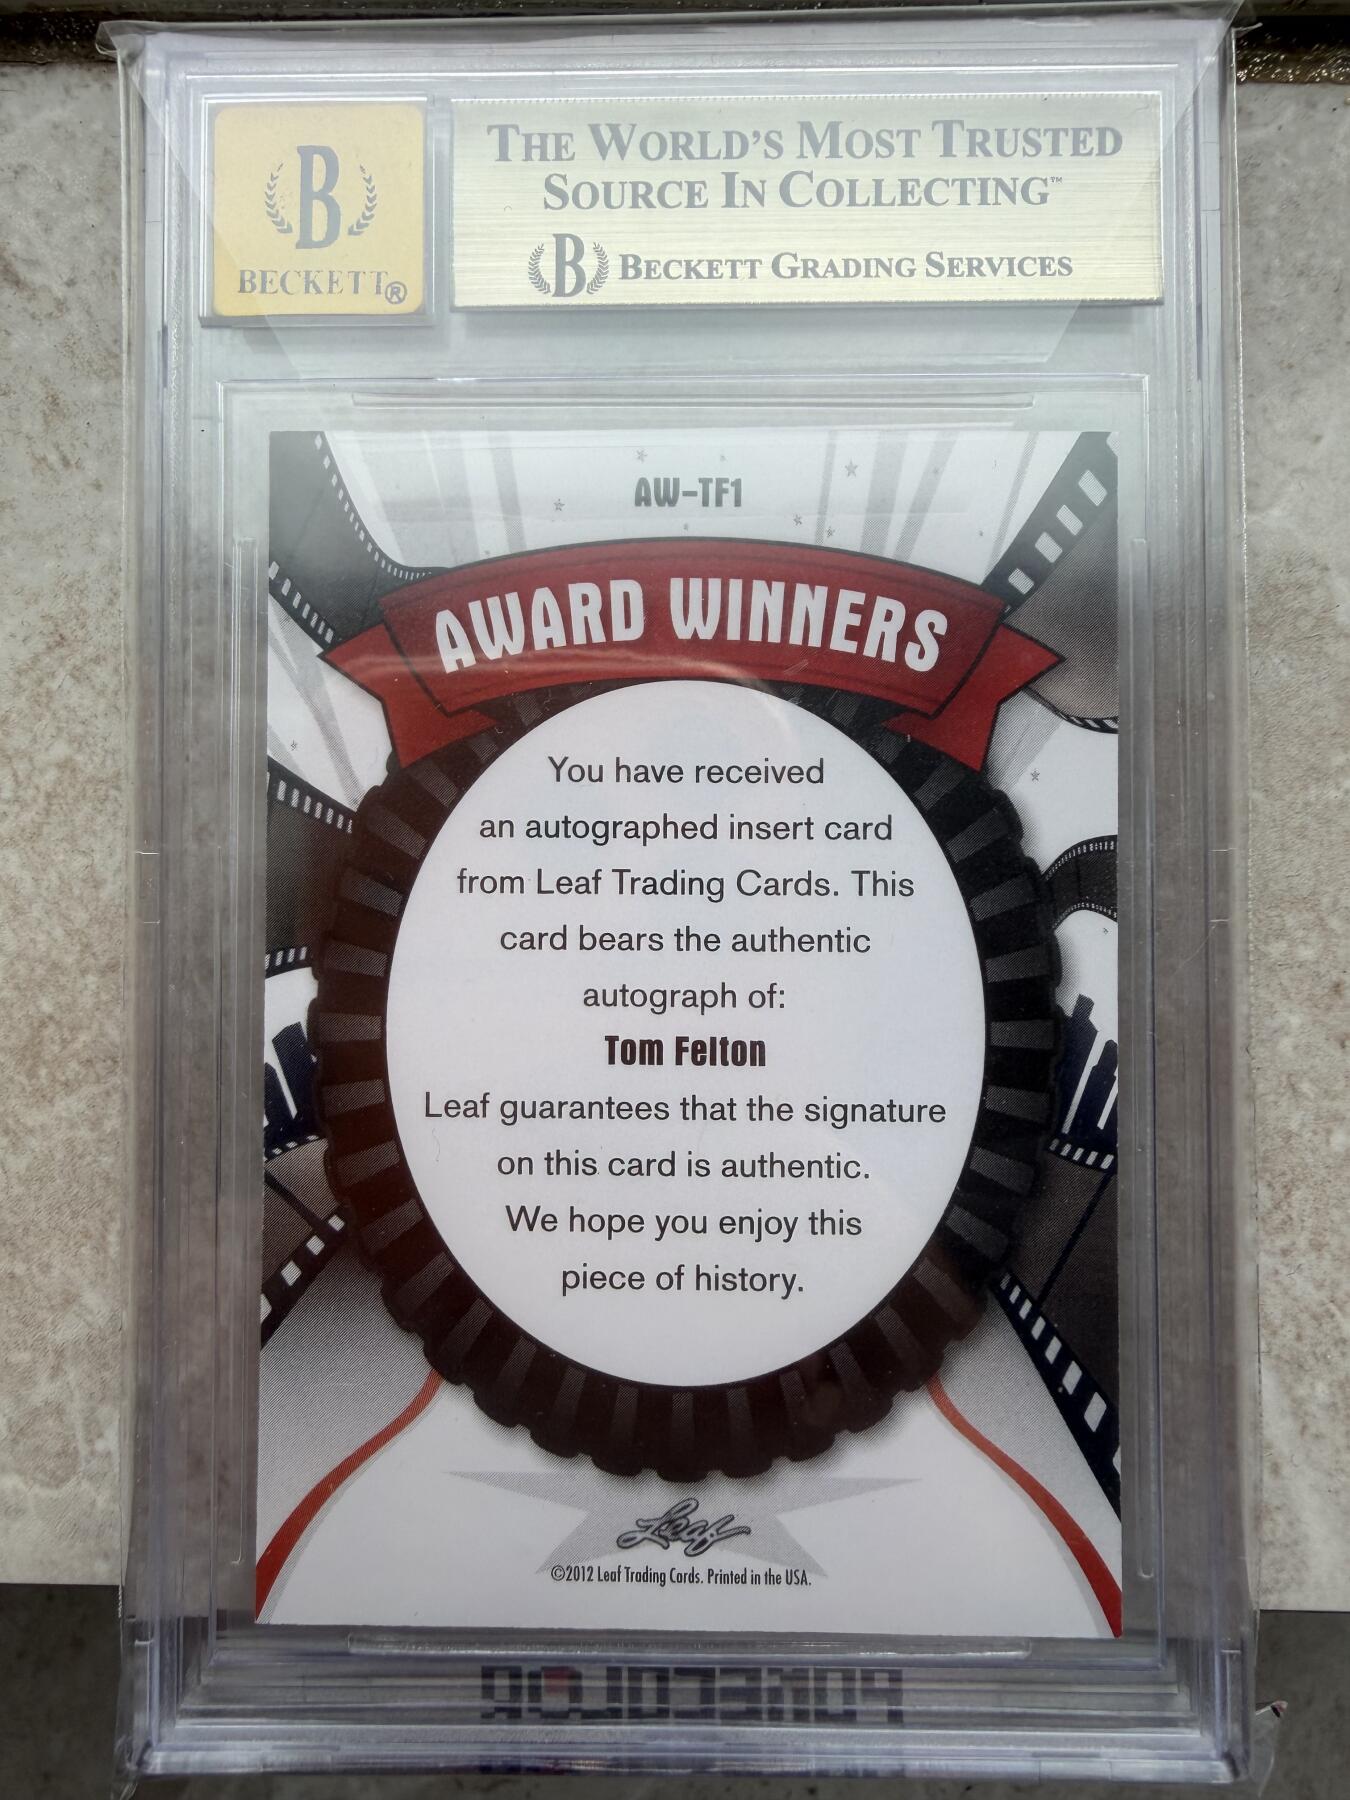 B
BECKETT®
THE WORLD'S MOST TRUSTED
SOURCE IN COLLECTING™
B BECKETT GRADING SERVICES
AW-TF1
AWARD WINNERS
You have received
an autographed insert card
from Leaf Trading Cards. This
card bears the authentic
autograph of:
Tom Felton
Leaf guarantees that the signature
on this card is authentic.
We hope you enjoy this
piece of history.
Leaf
©2012 Leaf Trading Cards. Printed in the USA.